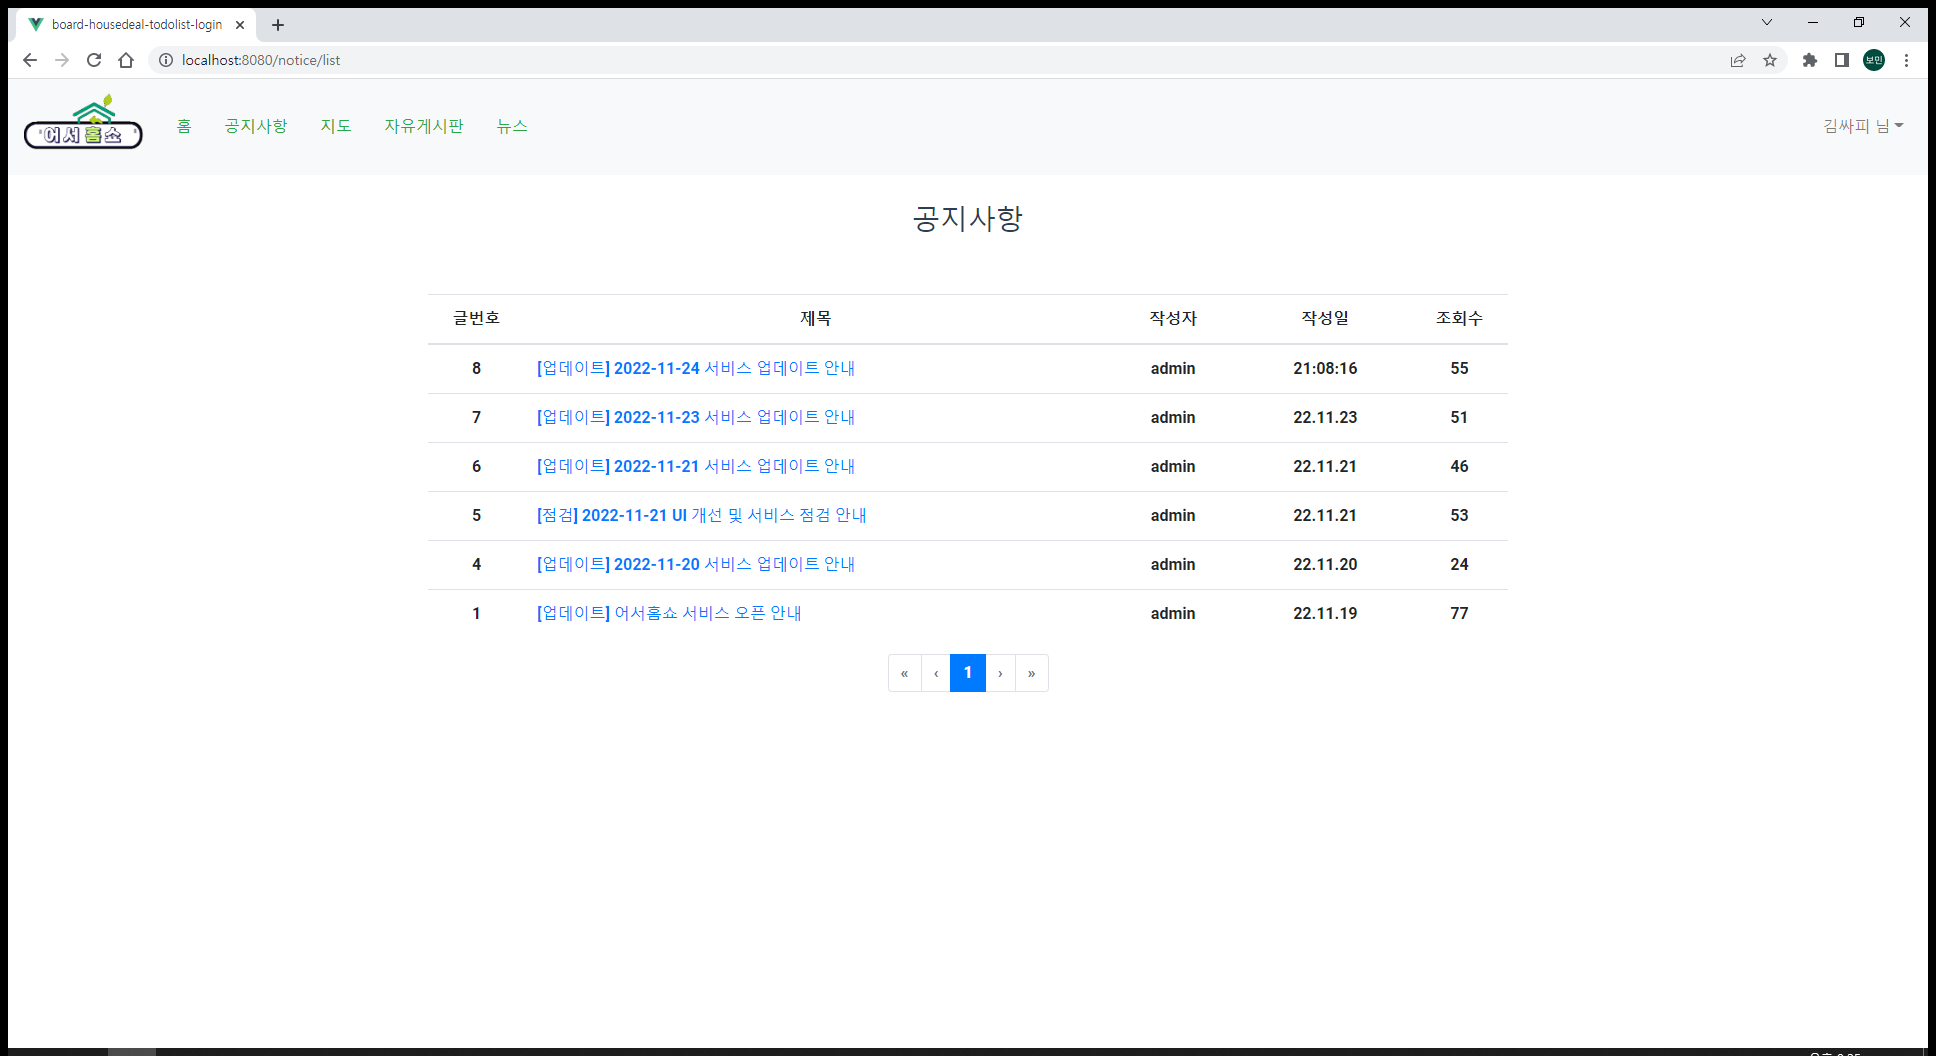 board-housedeal-todolist-login
localhost:8080/notice/list
보민
어서홈쇼
홈 공지사항 지도 자유게시판 뉴스 김싸피 님
공지사항
글번호 제목 작성자 작성일 조회수
8 [업데이트] 2022-11-24 서비스 업데이트 안내 admin 21:08:16 55
7 [업데이트] 2022-11-23 서비스 업데이트 안내 admin 22.11.23 51
6 [업데이트] 2022-11-21 서비스 업데이트 안내 admin 22.11.21 46
5 [점검] 2022-11-21 UI 개선 및 서비스 점검 안내 admin 22.11.21 53
4 [업데이트] 2022-11-20 서비스 업데이트 안내 admin 22.11.20 24
1 [업데이트] 어서홈쇼 서비스 오픈 안내 admin 22.11.19 77
« ‹ 1 › »